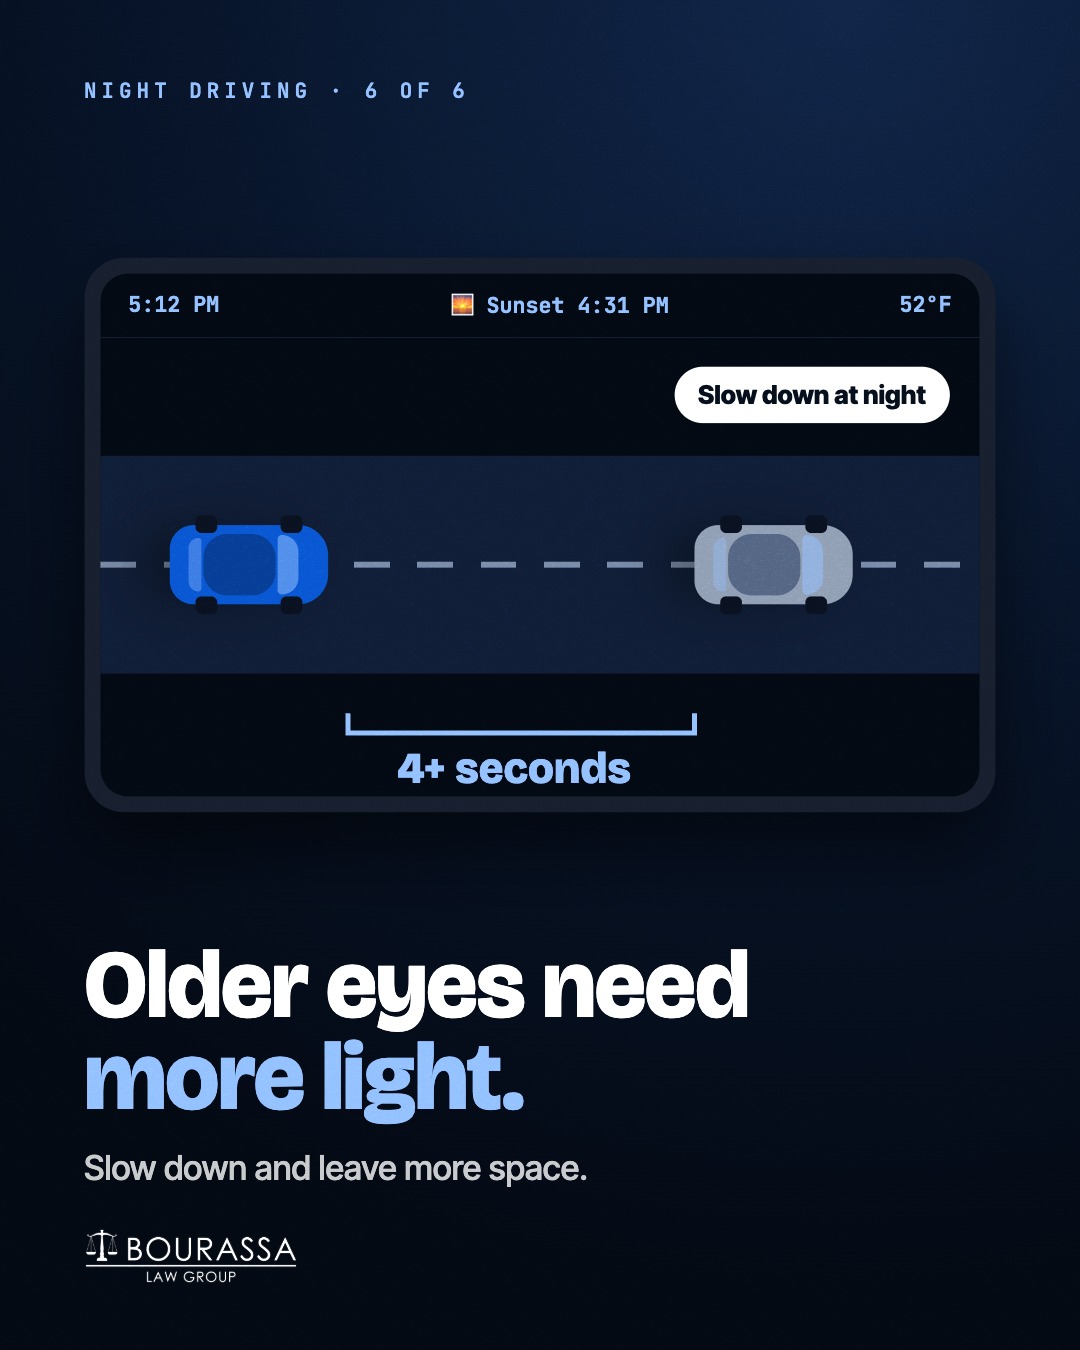 NIGHT DRIVING · 6 OF 6
5:12 PM
Sunset 4:31 PM
52°F
Slow down at night
4+ seconds
Older eyes need
more light.
Slow down and leave more space.
BOURASSA
LAW GROUP